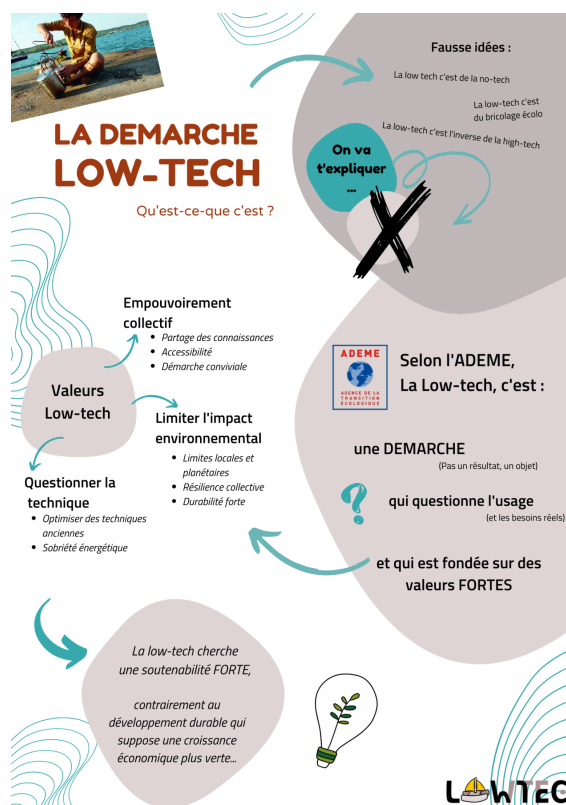 LA DEMARCHE
LOW-TECH
Qu'est-ce-que c'est ?
Fausse idées :
La low tech c'est de la no-tech
La low-tech c'est
du bricolage écolo
La low-tech c'est l'inverse de la high-tech
On va
t'expliquer
...
ADEME
AGENCE DE LA
TRANSITION
ÉCOLOGIQUE
Selon l'ADEME,
La Low-tech, c'est :
une DEMARCHE
(Pas un résultat, un objet)
?
qui questionne l'usage
(et les besoins réels)
et qui est fondée sur des
valeurs FORTES
Valeurs
Low-tech
Empouvoirement
collectif
• Partage des connaissances
• Accessibilité
• Démarche conviviale
Limiter l'impact
environnemental
• Limites locales et
planétaires
• Résilience collective
• Durabilité forte
Questionner la
technique
• Optimiser des techniques
anciennes
• Sobriété énergétique
La low-tech cherche
une soutenabilité FORTE,
contrairement au
développement durable qui
suppose une croissance
économique plus verte...
LOWTEC